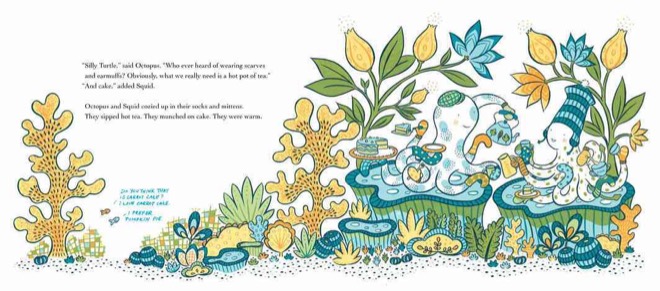 "Silly Turtle," said Octopus. "Who ever heard of wearing scarves
and earmuffs? Obviously, what we really need is a hot pot of tea."
"And cake," added Squid.
Octopus and Squid cozied up in their socks and mittens.
They sipped hot tea. They munched on cake. They were warm.
DO YOU THINK THAT
IS CARROT CAKE?
I LOVE CARROT CAKE.
I PREFER
PUMPKIN PIE.